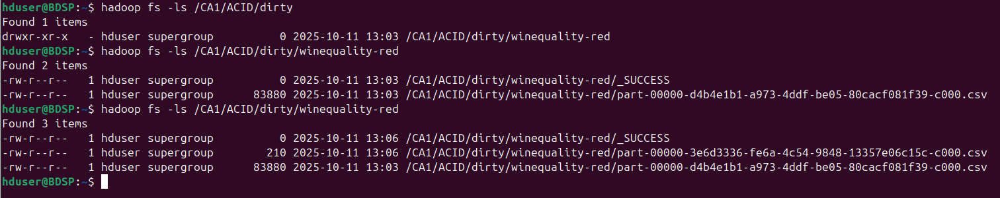 hduser@BDSP:~$ hadoop fs -ls /CA1/ACID/dirty
Found 1 items
drwxr-xr-x   - hduser supergroup          0 2025-10-11 13:03 /CA1/ACID/dirty/winequality-red
hduser@BDSP:~$ hadoop fs -ls /CA1/ACID/dirty/winequality-red
Found 2 items
-rw-r--r--   1 hduser supergroup          0 2025-10-11 13:03 /CA1/ACID/dirty/winequality-red/_SUCCESS
-rw-r--r--   1 hduser supergroup      83880 2025-10-11 13:03 /CA1/ACID/dirty/winequality-red/part-00000-d4b4e1b1-a973-4ddf-be05-80cacf081f39-c000.csv
hduser@BDSP:~$ hadoop fs -ls /CA1/ACID/dirty/winequality-red
Found 3 items
-rw-r--r--   1 hduser supergroup          0 2025-10-11 13:06 /CA1/ACID/dirty/winequality-red/_SUCCESS
-rw-r--r--   1 hduser supergroup        210 2025-10-11 13:06 /CA1/ACID/dirty/winequality-red/part-00000-3e6d3336-fe6a-4c54-9848-13357e06c15c-c000.csv
-rw-r--r--   1 hduser supergroup      83880 2025-10-11 13:03 /CA1/ACID/dirty/winequality-red/part-00000-d4b4e1b1-a973-4ddf-be05-80cacf081f39-c000.csv
hduser@BDSP:~$